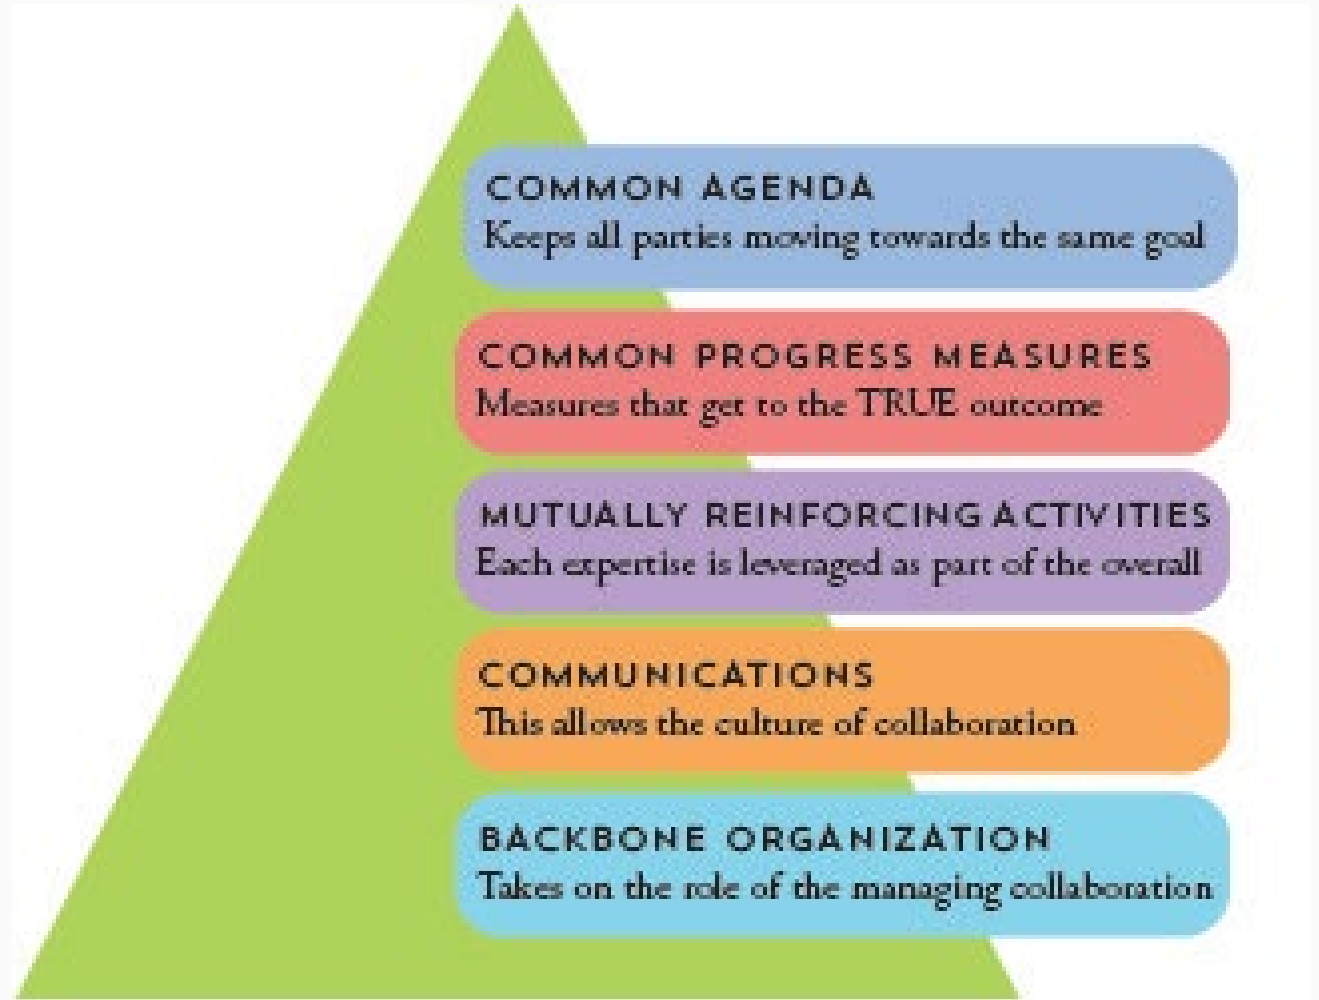 COMMON AGENDA
Keeps all parties moving towards the same goal
COMMON PROGRESS MEASURES
Measures that get to the TRUE outcome
MUTUALLY REINFORCING ACTIVITIES
Each expertise is leveraged as part of the overall
COMMUNICATIONS
This allows the culture of collaboration
BACKBONE ORGANIZATION
Takes on the role of the managing collaboration